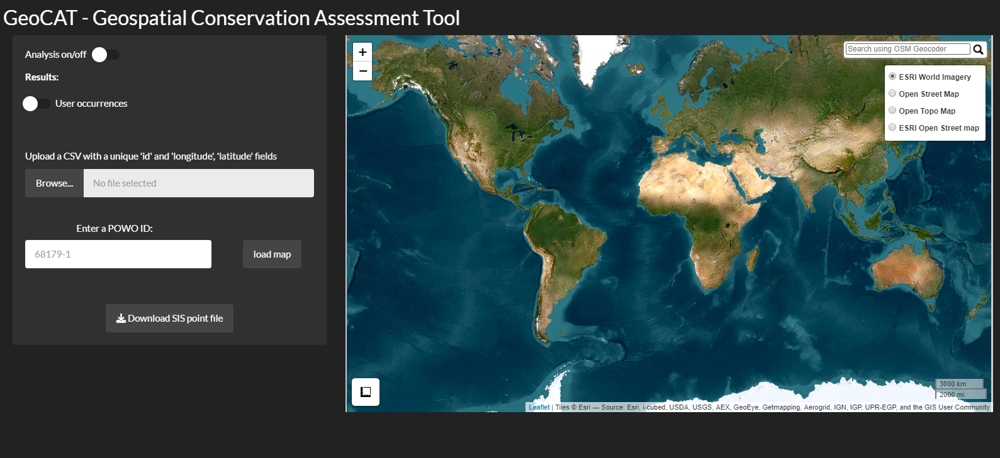 GeoCAT - Geospatial Conservation Assessment Tool
Analysis on/off
Results:
User occurrences
Upload a CSV with a unique 'id' and 'longitude', 'latitude' fields
Browse... No file selected
Enter a POWO ID:
68179-1 load map
Download SIS point file
+
−
Search using OSM Geocoder
ESRI World Imagery
Open Street Map
Open Topo Map
ESRI Open Street map
3000 km
2000 mi
Leaflet | Tiles © Esri — Source: Esri, i-cubed, USDA, USGS, AEX, GeoEye, Getmapping, Aerogrid, IGN, IGP, UPR-EGP, and the GIS User Community